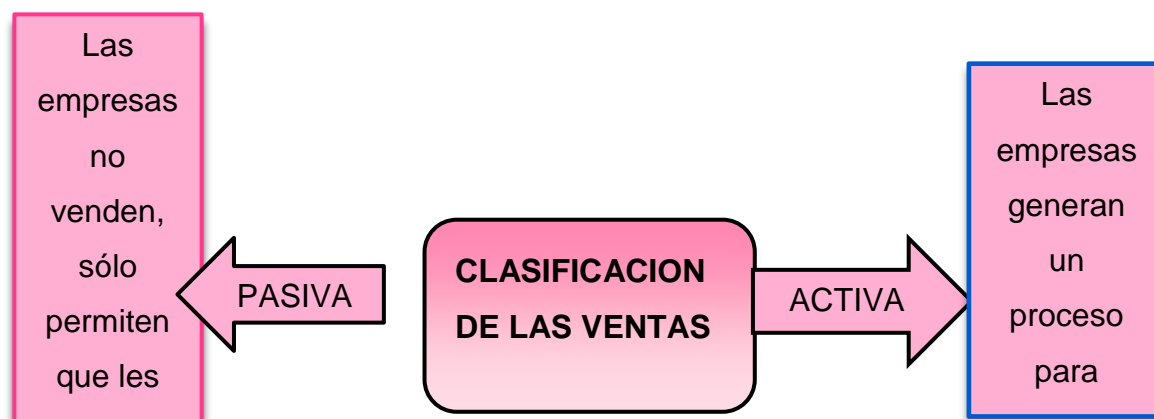 Las
empresas
no
venden,
sólo
permiten
que les
PASIVA
CLASIFICACION
DE LAS VENTAS
ACTIVA
Las
empresas
generan
un
proceso
para